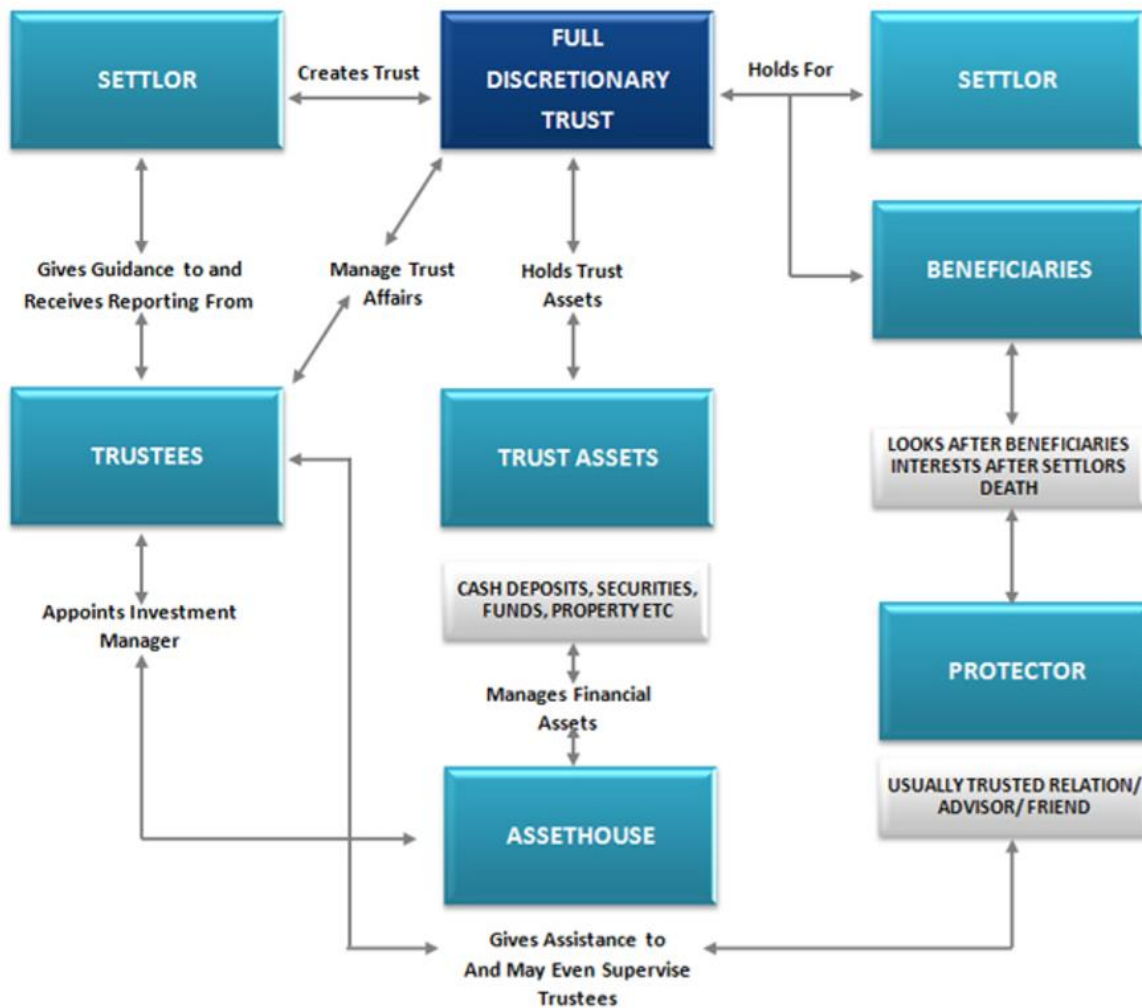 SETTLOR
Creates Trust
FULL
DISCRETIONARY
TRUST
Holds For
SETTLOR
Gives Guidance to and
Receives Reporting From
Manage Trust
Affairs
Holds Trust
Assets
BENEFICIARIES
TRUSTEES
TRUST ASSETS
LOOKS AFTER BENEFICIARIES
INTERESTS AFTER SETTLORS
DEATH
Appoints Investment
Manager
CASH DEPOSITS, SECURITIES,
FUNDS, PROPERTY ETC
Manages Financial
Assets
PROTECTOR
ASSETHOUSE
USUALLY TRUSTED RELATION/
ADVISOR/ FRIEND
Gives Assistance to
And May Even Supervise
Trustees